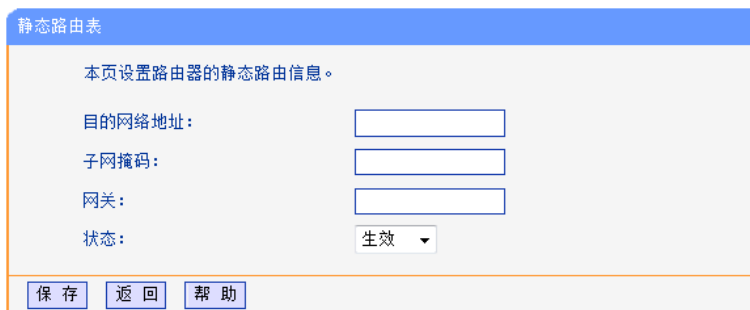 静态路由表
本页设置路由器的静态路由信息。
目的网络地址：
子网掩码：
网关：
状态： 生效
保 存 返 回 帮 助